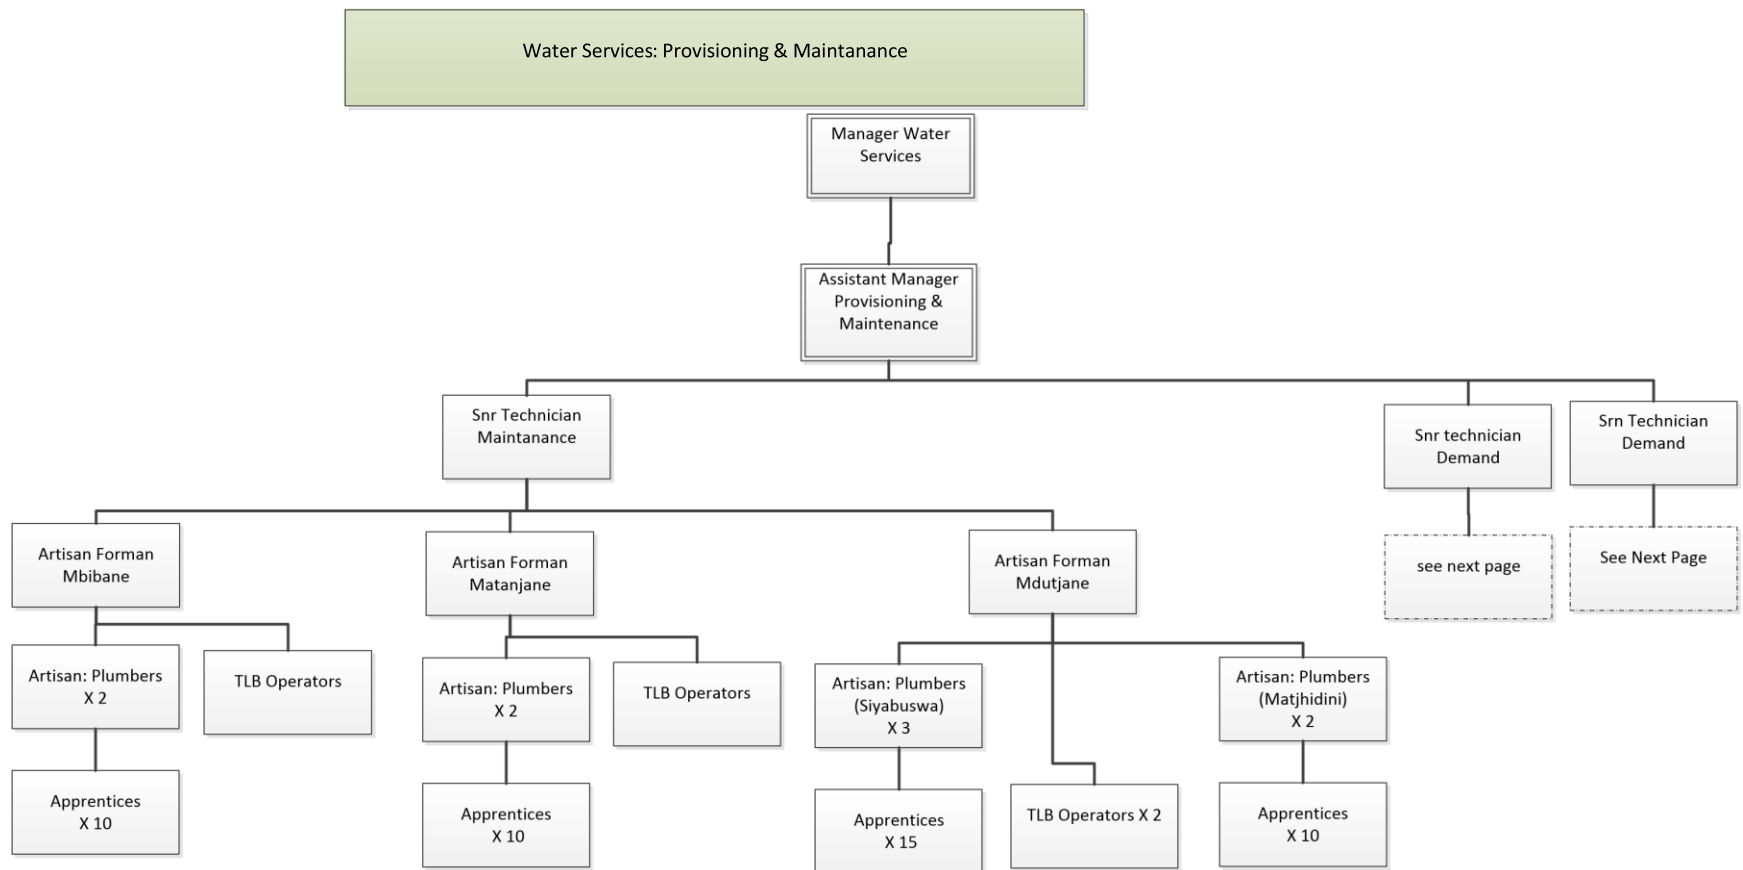 Water Services: Provisioning & Maintanance
Manager Water
Services
Assistant Manager
Provisioning &
Maintenance
Snr Technician
Maintanance
Snr technician
Demand
Srn Technician
Demand
Artisan Forman
Mbibane
Artisan Forman
Matanjane
Artisan Forman
Mdutjane
see next page
See Next Page
Artisan: Plumbers
X 2
TLB Operators
Artisan: Plumbers
X 2
TLB Operators
Artisan: Plumbers
(Siyabuswa)
X 3
Artisan: Plumbers
(Matjhidini)
X 2
Apprentices
X 10
Apprentices
X 10
Apprentices
X 15
TLB Operators X 2
Apprentices
X 10